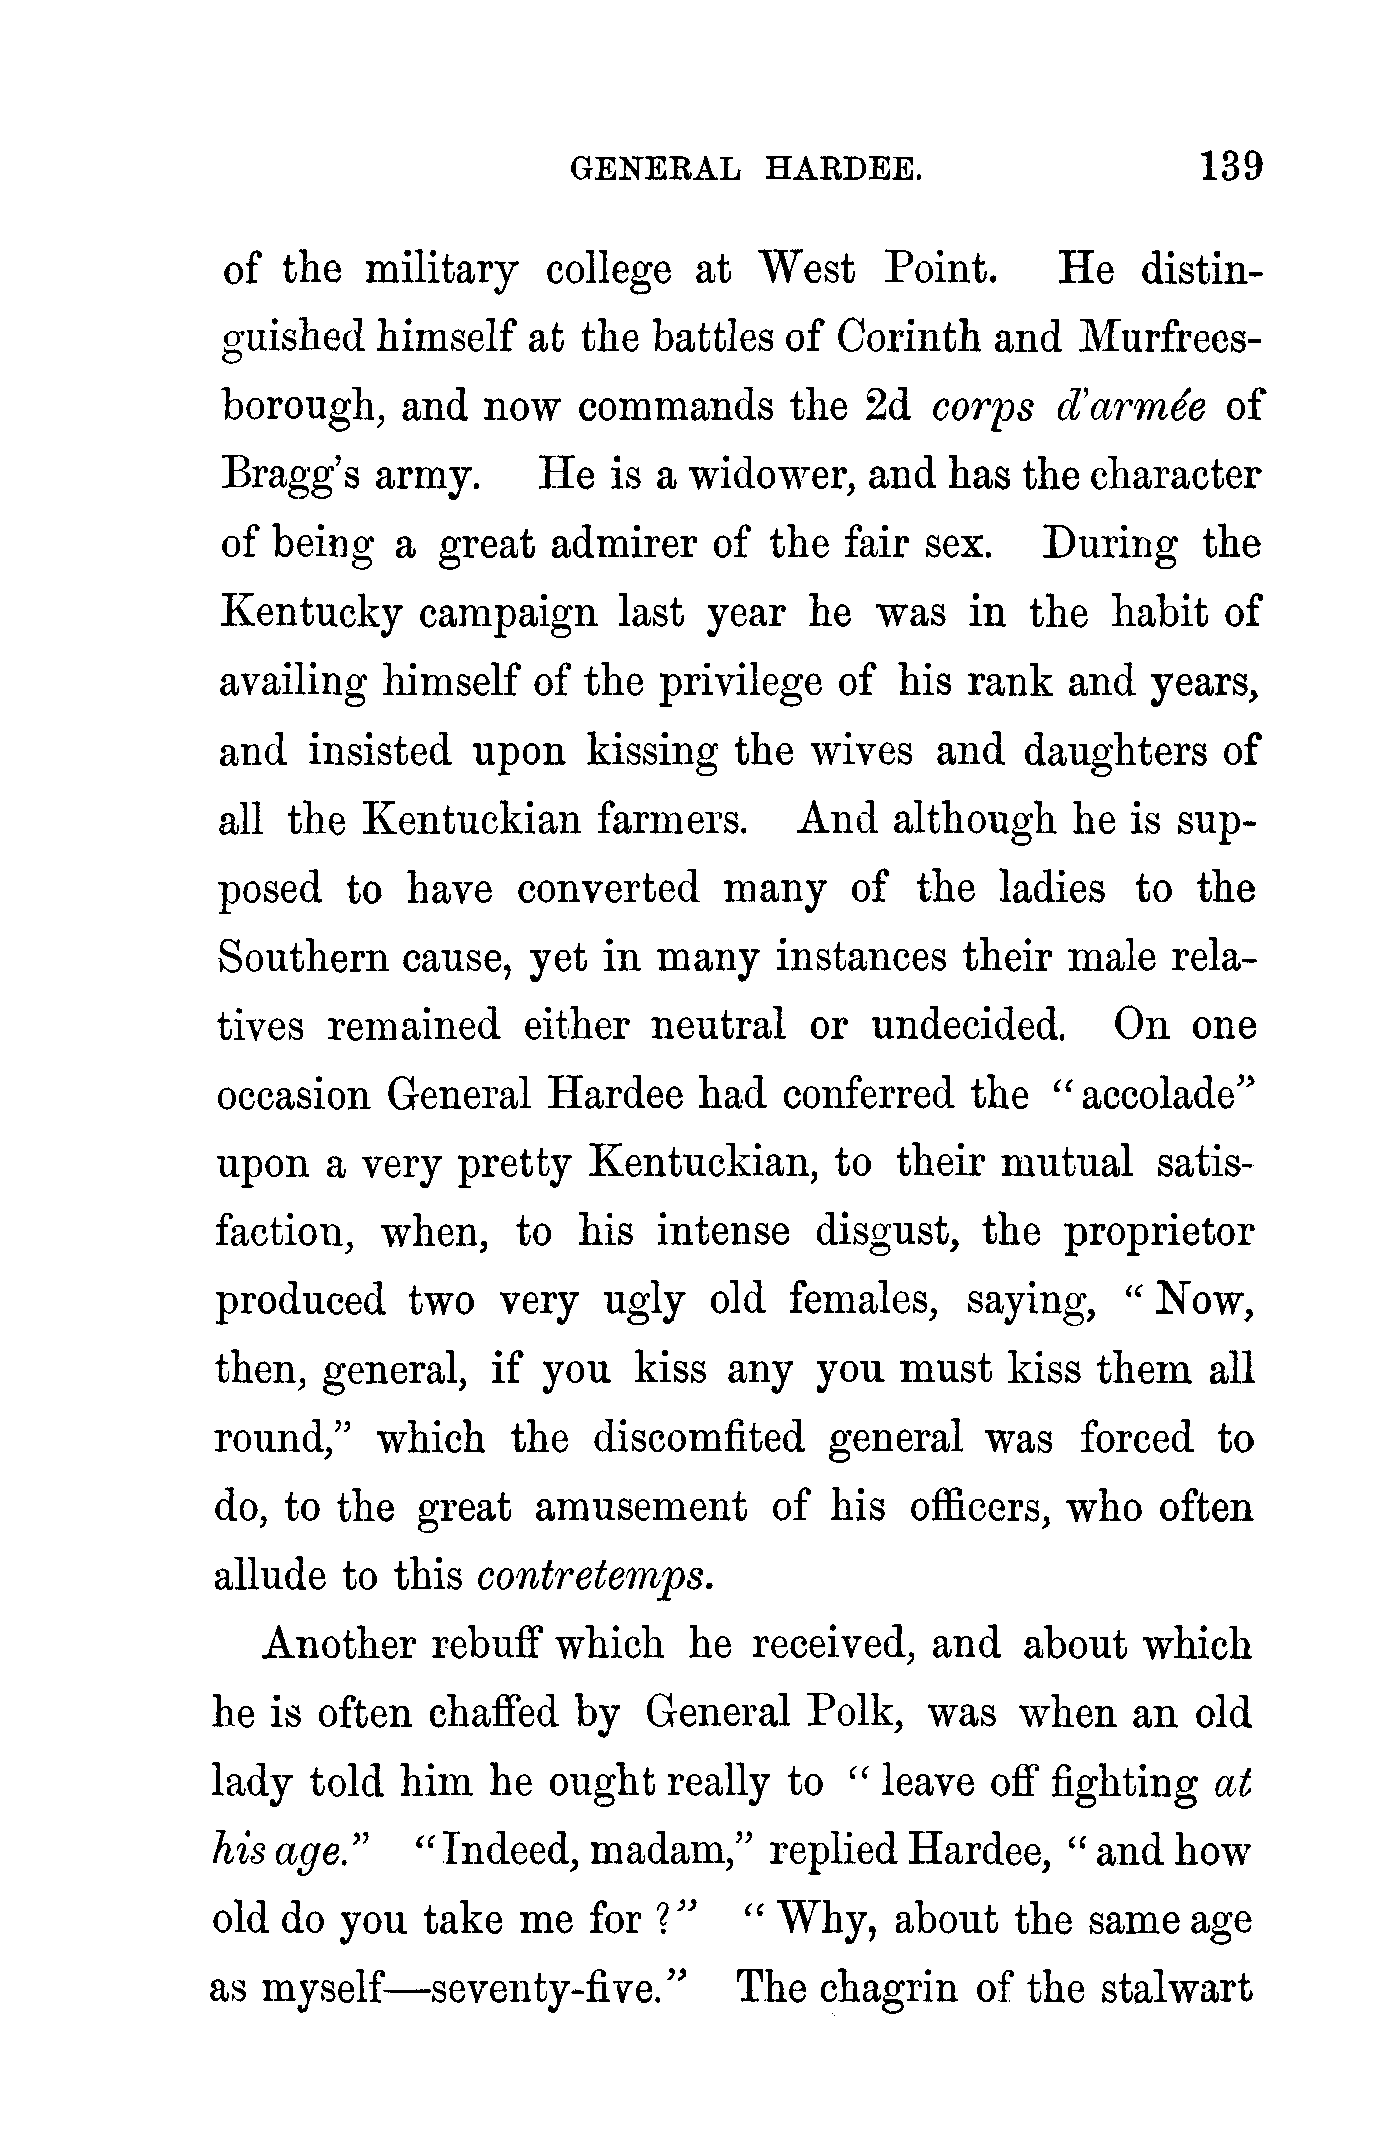 GENERAL HARDEE. 139
of the military college at West Point. He distin-
guished himself at the battles of Corinth and Murfrees-
borough, and now commands the 2d corps d'armée of
Bragg's army. He is a widower, and has the character
of being a great admirer of the fair sex. During the
Kentucky campaign last year he was in the habit of
availing himself of the privilege of his rank and years,
and insisted upon kissing the wives and daughters of
all the Kentuckian farmers. And although he is sup-
posed to have converted many of the ladies to the
Southern cause, yet in many instances their male rela-
tives remained either neutral or undecided. On one
occasion General Hardee had conferred the “accolade”
upon a very pretty Kentuckian, to their mutual satis-
faction, when, to his intense disgust, the proprietor
produced two very ugly old females, saying, “Now,
then, general, if you kiss any you must kiss them all
round,” which the discomfited general was forced to
do, to the great amusement of his officers, who often
allude to this contretemps.
Another rebuff which he received, and about which
he is often chaffed by General Polk, was when an old
lady told him he ought really to “leave off fighting at
his age.” “Indeed, madam,” replied Hardee, “and how
old do you take me for?” “Why, about the same age
as myself—seventy-five.” The chagrin of the stalwart